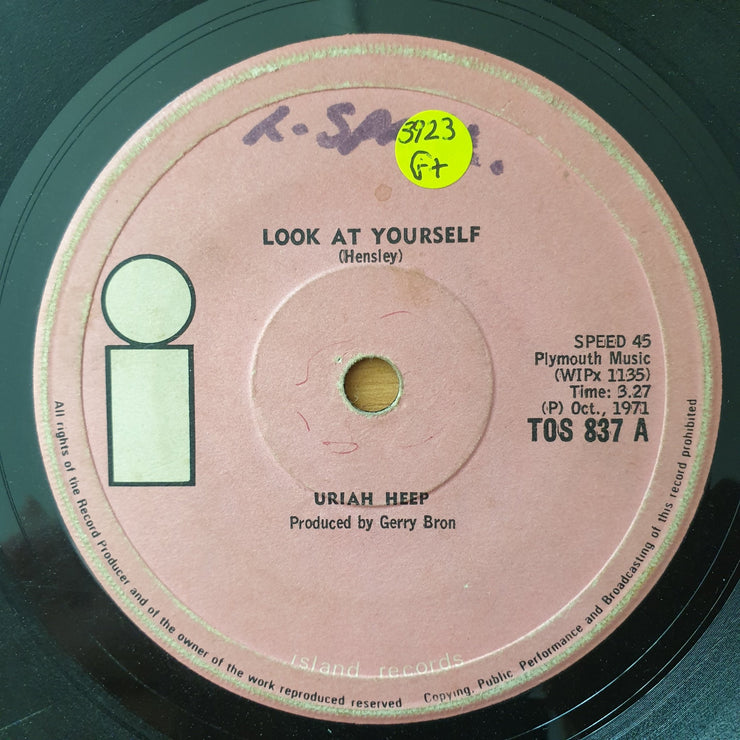 K. SP
3923
G+
LOOK AT YOURSELF
(Hensley)
SPEED 45
Plymouth Music
(WIPx 1135)
Time: 3.27
(P) Oct., 1971
TOS 837 A
URIAH HEEP
Produced by Gerry Bron
island records
All rights of the Record Producer and of the owner of the work reproduced reserved Copying, Public Performance and Broadcasting of this record prohibited